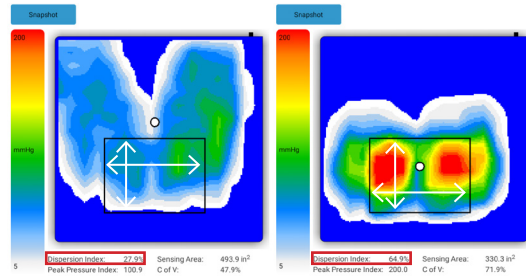 Snapshot
200
mmHg
5
Dispersion Index: 27.9% Sensing Area: 493.9 in²
Peak Pressure Index: 100.9 C of V: 47.9%
Snapshot
200
mmHg
5
Dispersion Index: 64.9% Sensing Area: 330.3 in²
Peak Pressure Index: 200.0 C of V: 71.9%